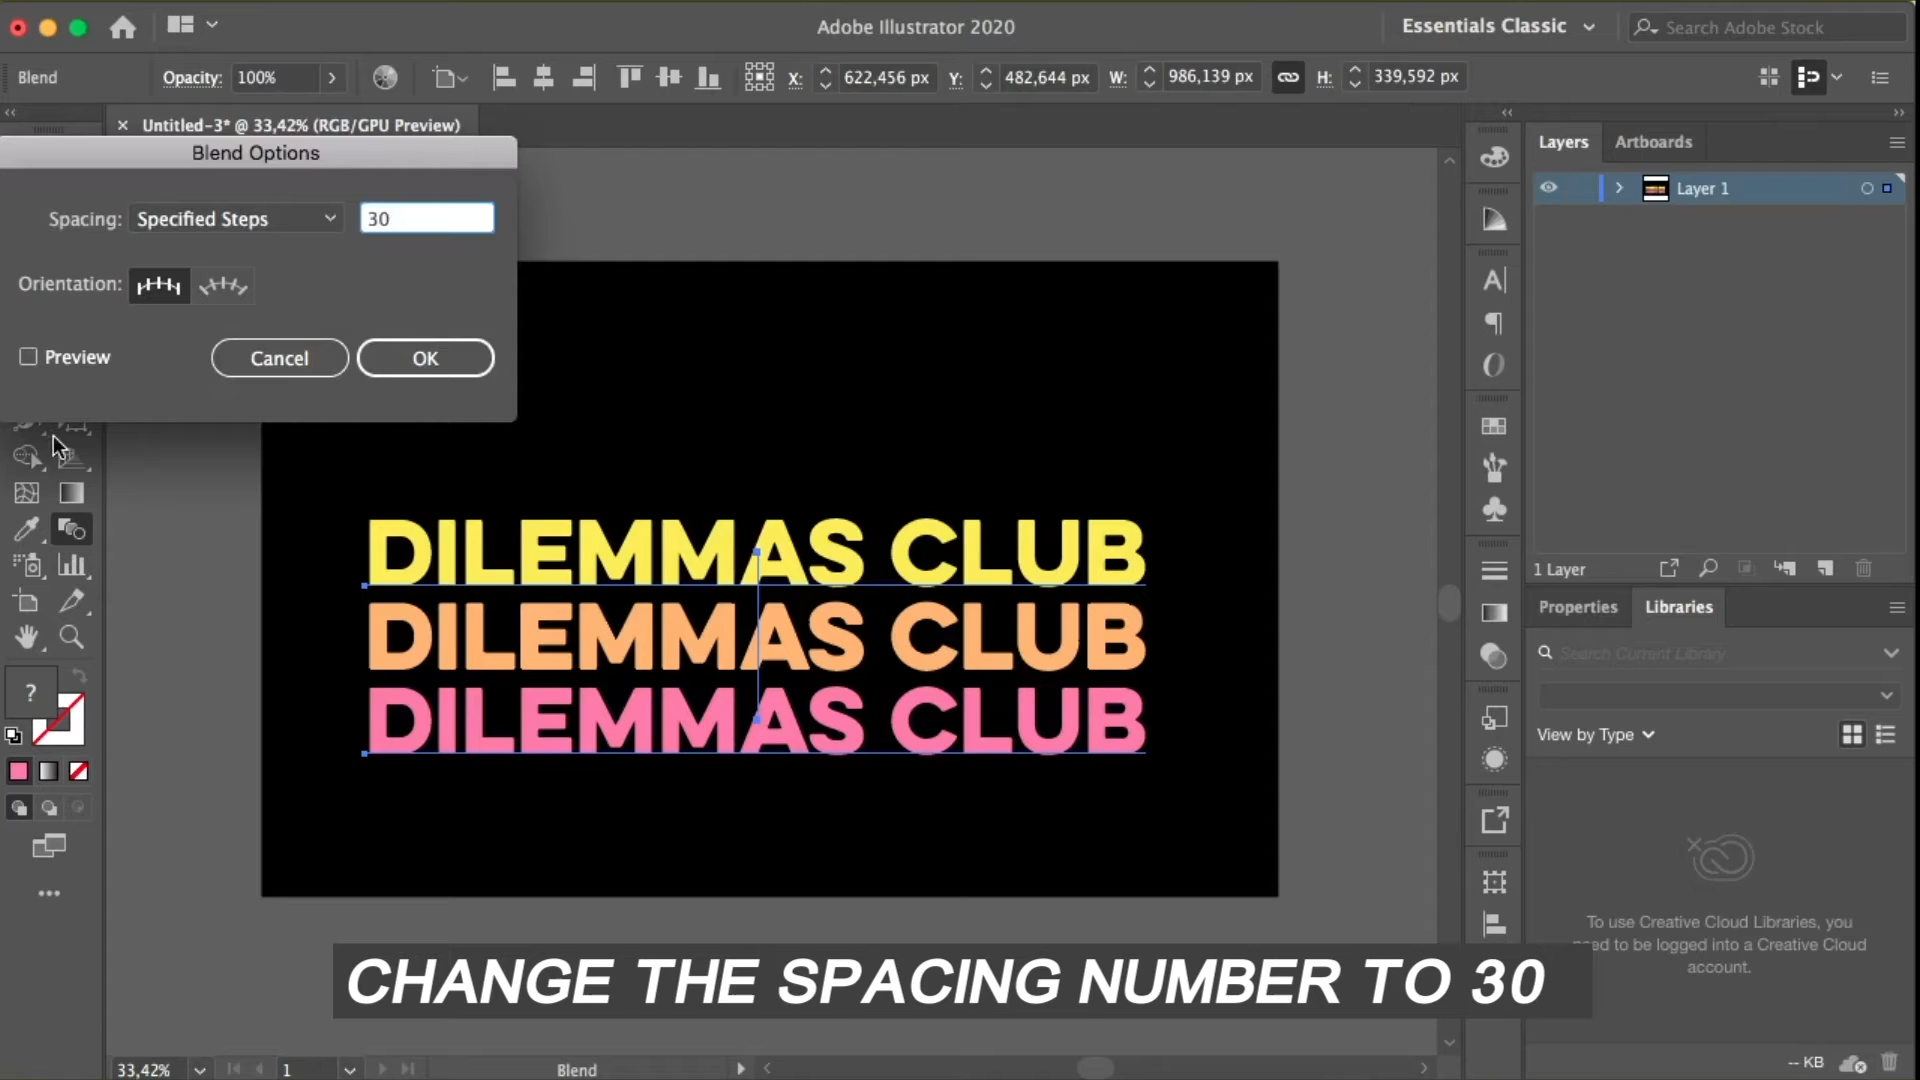 Adobe Illustrator 2020
Essentials Classic
Search Adobe Stock
Blend
Opacity: 100%
X: 622,456 px
Y: 482,644 px
W: 986,139 px
H: 339,592 px
Untitled-3* @ 33,42% (RGB/GPU Preview)
Blend Options
Spacing: Specified Steps 30
Orientation:
Preview
Cancel
OK
Layers
Artboards
Layer 1
1 Layer
Properties
Libraries
Search Current Library
View by Type
To use Creative Cloud Libraries, you
need to be logged into a Creative Cloud
account.
DILEMMAS CLUB
DILEMMAS CLUB
DILEMMAS CLUB
CHANGE THE SPACING NUMBER TO 30
33,42%
1
Blend
-- KB